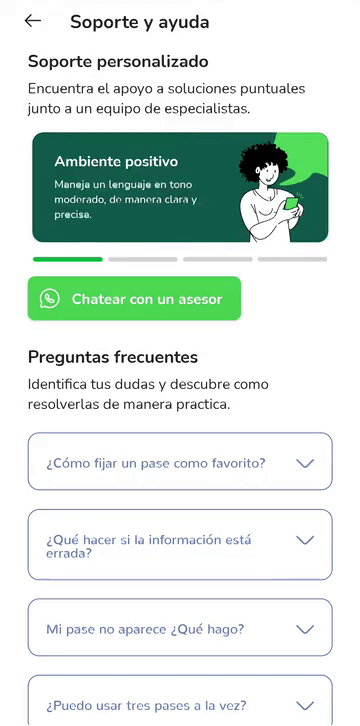 Soporte y ayuda
Soporte personalizado
Encuentra el apoyo a soluciones puntuales
junto a un equipo de especialistas.
Ambiente positivo
Maneja un lenguaje en tono
moderado, de manera clara y
precisa.
Chatear con un asesor
Preguntas frecuentes
Identifica tus dudas y descubre como
resolverlas de manera practica.
¿Cómo fijar un pase como favorito?
¿Qué hacer si la información está
errada?
Mi pase no aparece ¿Qué hago?
¿Puedo usar tres pases a la vez?